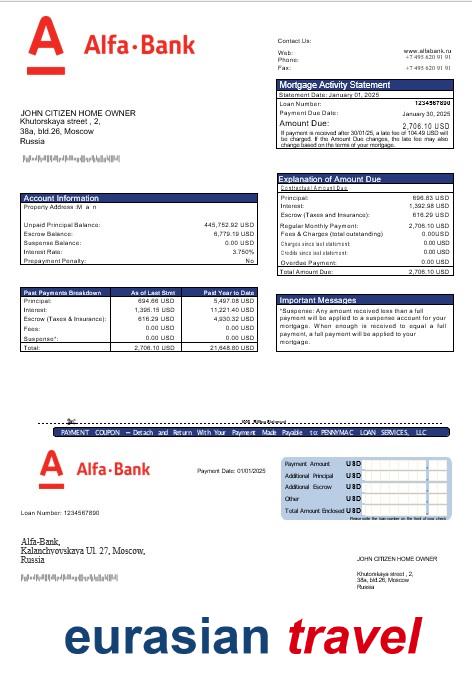 Alfa·Bank
Contact Us:
Web: www.alfabank.ru
Phone: +7 495 620 91 91
Fax: +7 495 620 91 91
Mortgage Activity Statement
Statement Date: January 01, 2025
Loan Number: 1234567890
Payment Due Date: January 30, 2025
Amount Due: 2,706.10 USD
If payment is received after 30/01/25, a late fee of 104.49 USD will
be charged. If the Amount Due Changes, the late fee may also
change based on the terms of your mortgage.
JOHN CITIZEN HOME OWNER
Khutorskaya street , 2,
38a, bld.26, Moscow
Russia
Explanation of Amount Due
Contractual Amount Due
Principal: 696.83 USD
Interest: 1,392.98 USD
Escrow (Taxes and Insurance): 616.29 USD
Regular Monthly Payment: 2,706.10 USD
Fees & Charges (total outstanding) 0.00USD
Charges since last statement: 0.00 USD
Credits since last statement: 0.00 USD
Overdue Payment: 0.00 USD
Total Amount Due: 2,706.10 USD
Account Information
Property Address: M a n
Unpaid Principal Balance: 445,752.92 USD
Escrow Balance: 6,779.19 USD
Suspense Balance: 0.00 USD
Interest Rate: 3.750%
Prepayment Penalty: No
Past Payments Breakdown As of Last Stmt Paid Year to Date
Principal: 694.66 USD 5,497.08 USD
Interest: 1,395.15 USD 11,221.40 USD
Escrow (Taxes & Insurance): 616.29 USD 4,930.32 USD
Fees: 0.00 USD 0.00 USD
Suspense*: 0.00 USD 0.00 USD
Total: 2,706.10 USD 21,648.80 USD
Important Messages
*Suspense: Any amount received less than a full
payment will be applied to a suspense account for your
mortgage. When enough is received to equal a full
payment, a full payment will be applied to your
mortgage.
PAYMENT COUPON – Detach and Return With Your Payment Made Payable to: PENNYMAC LOAN SERVICES, LLC
Alfa·Bank
Payment Date: 01/01/2025
Payment Amount USD
Additional Principal USD
Additional Escrow USD
Other USD
Total Amount Enclosed USD
Please write the loan number on the front of your check
Loan Number: 1234567890
Alfa-Bank,
Kalanchyovskaya Ul. 27, Moscow,
Russia
JOHN CITIZEN HOME OWNER
Khutorskaya street , 2,
38a, bld.26, Moscow
Russia
eurasian travel